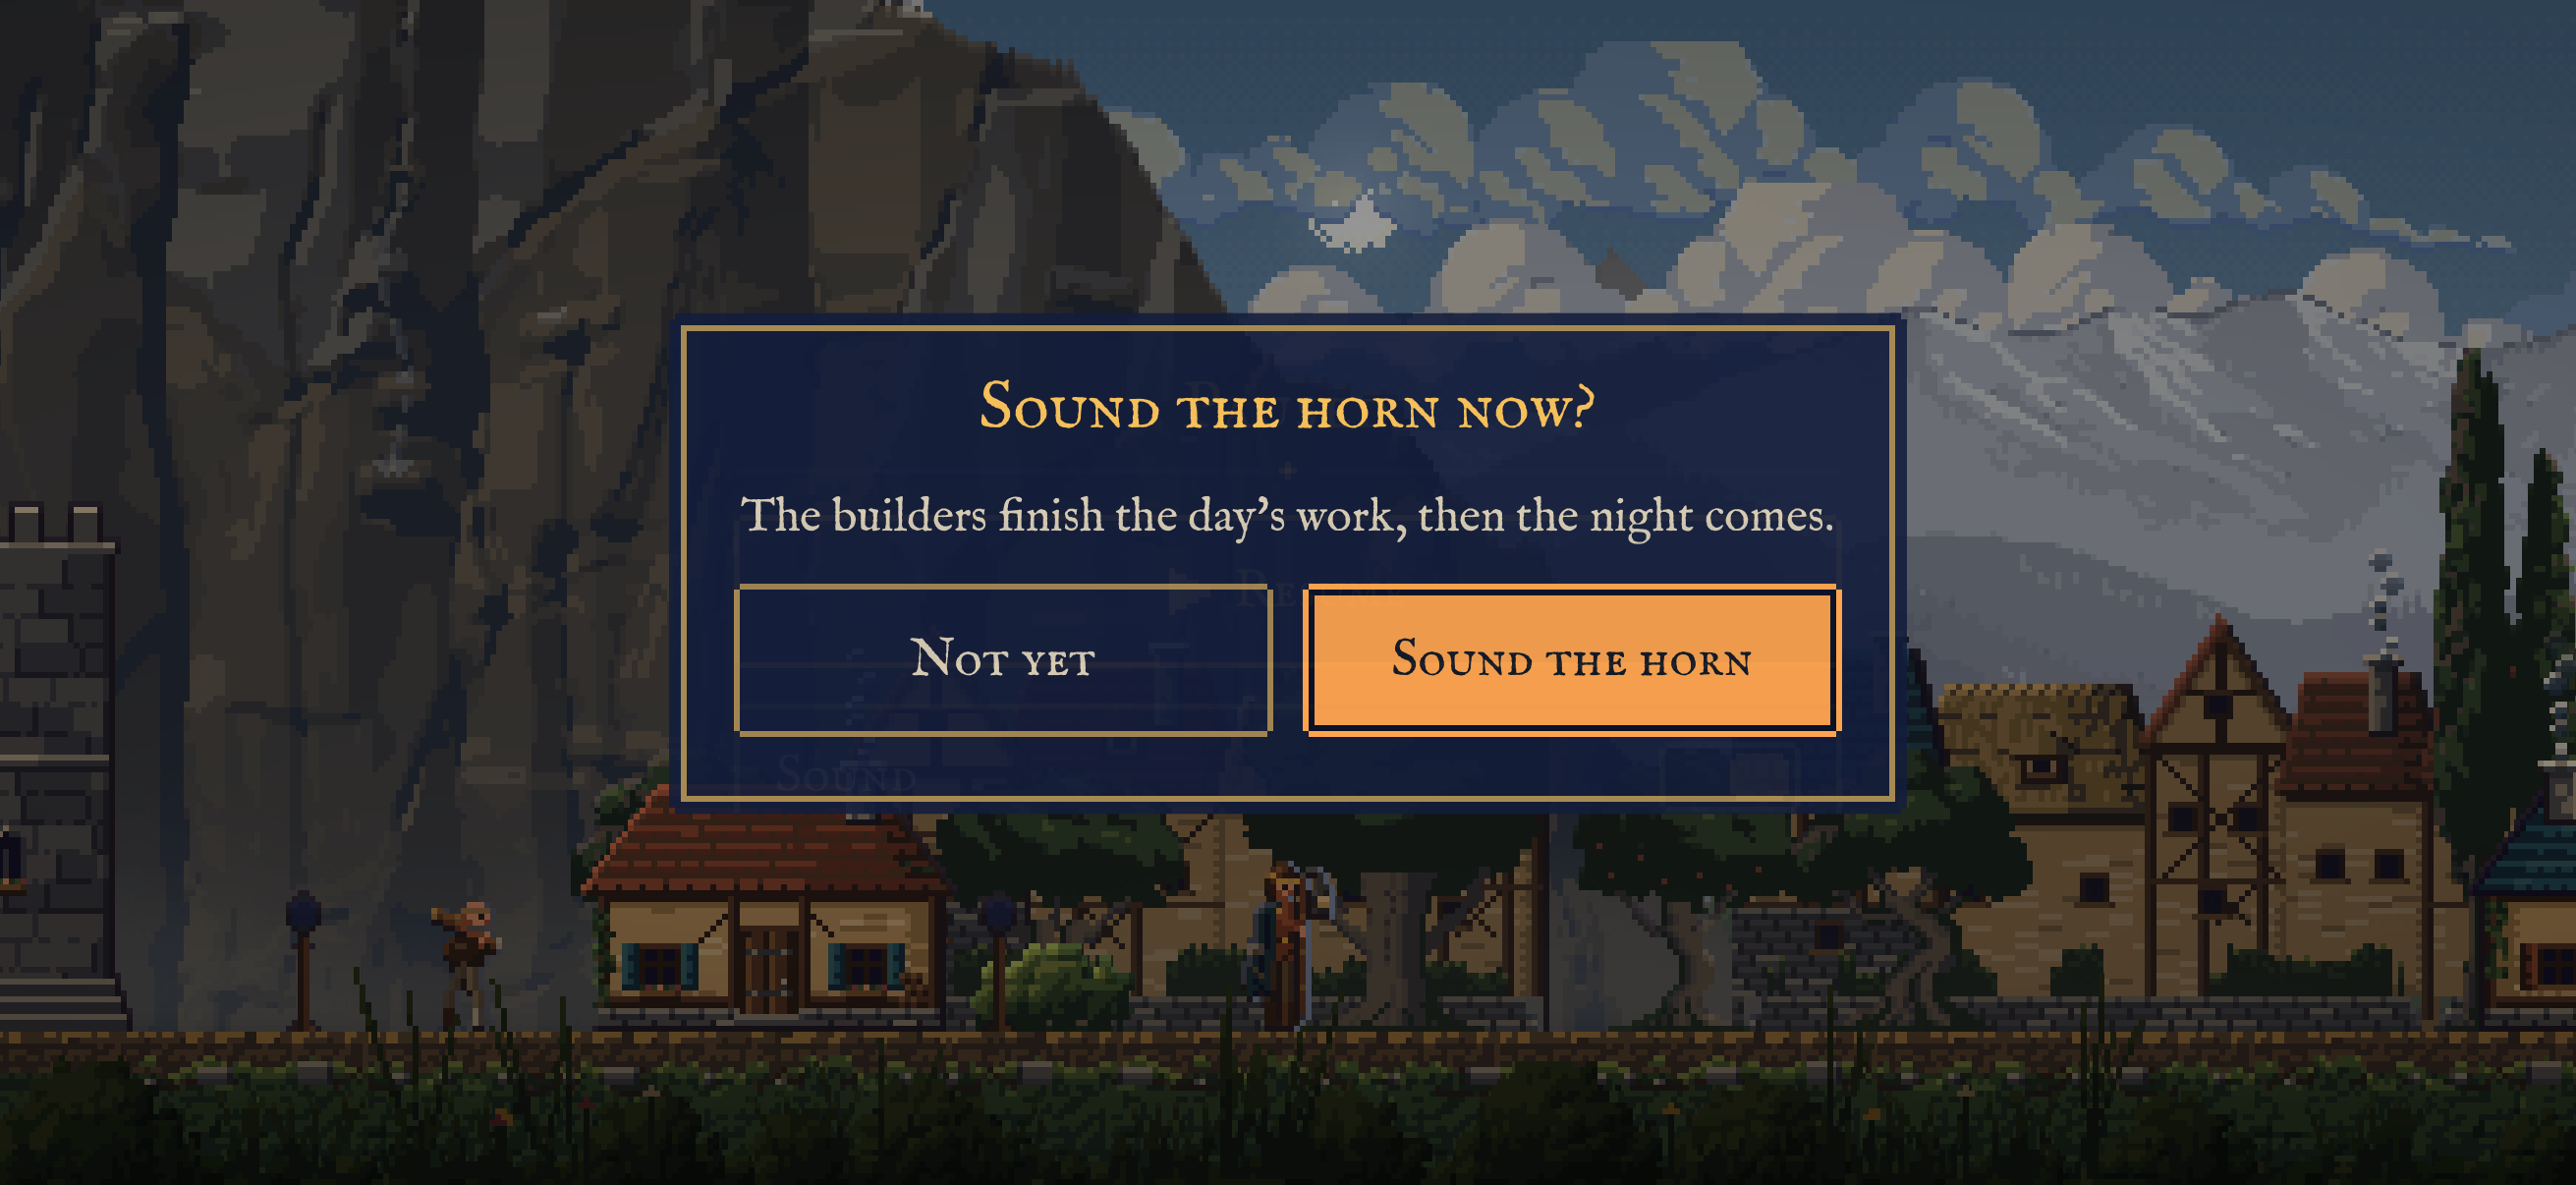 Sound the horn now?
The builders finish the day's work, then the night comes.
Not yet
Sound the horn
Sound